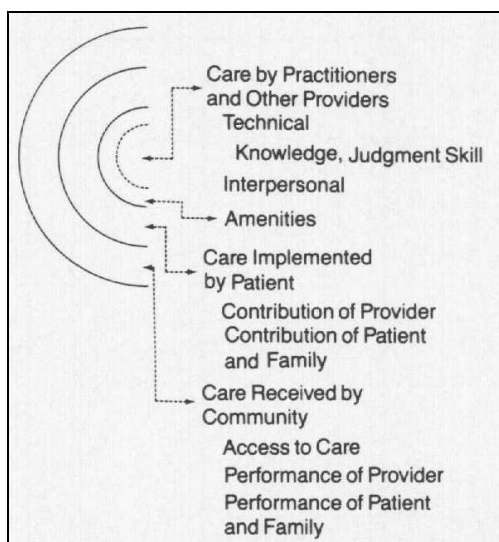 Care by Practitioners
and Other Providers
Technical
Knowledge, Judgment Skill
Interpersonal
Amenities
Care Implemented
by Patient
Contribution of Provider
Contribution of Patient
and Family
Care Received by
Community
Access to Care
Performance of Provider
Performance of Patient
and Family